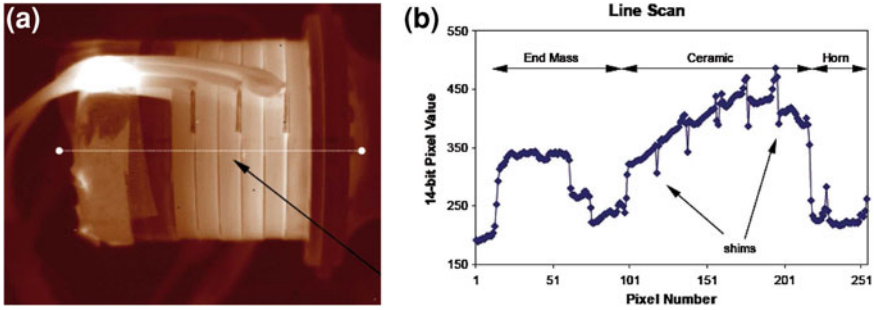 (a)
(b)
Line Scan
14-bit Pixel Value
550
450
350
250
150
End Mass
Ceramic
Horn
shims
1
51
101
151
201
251
Pixel Number